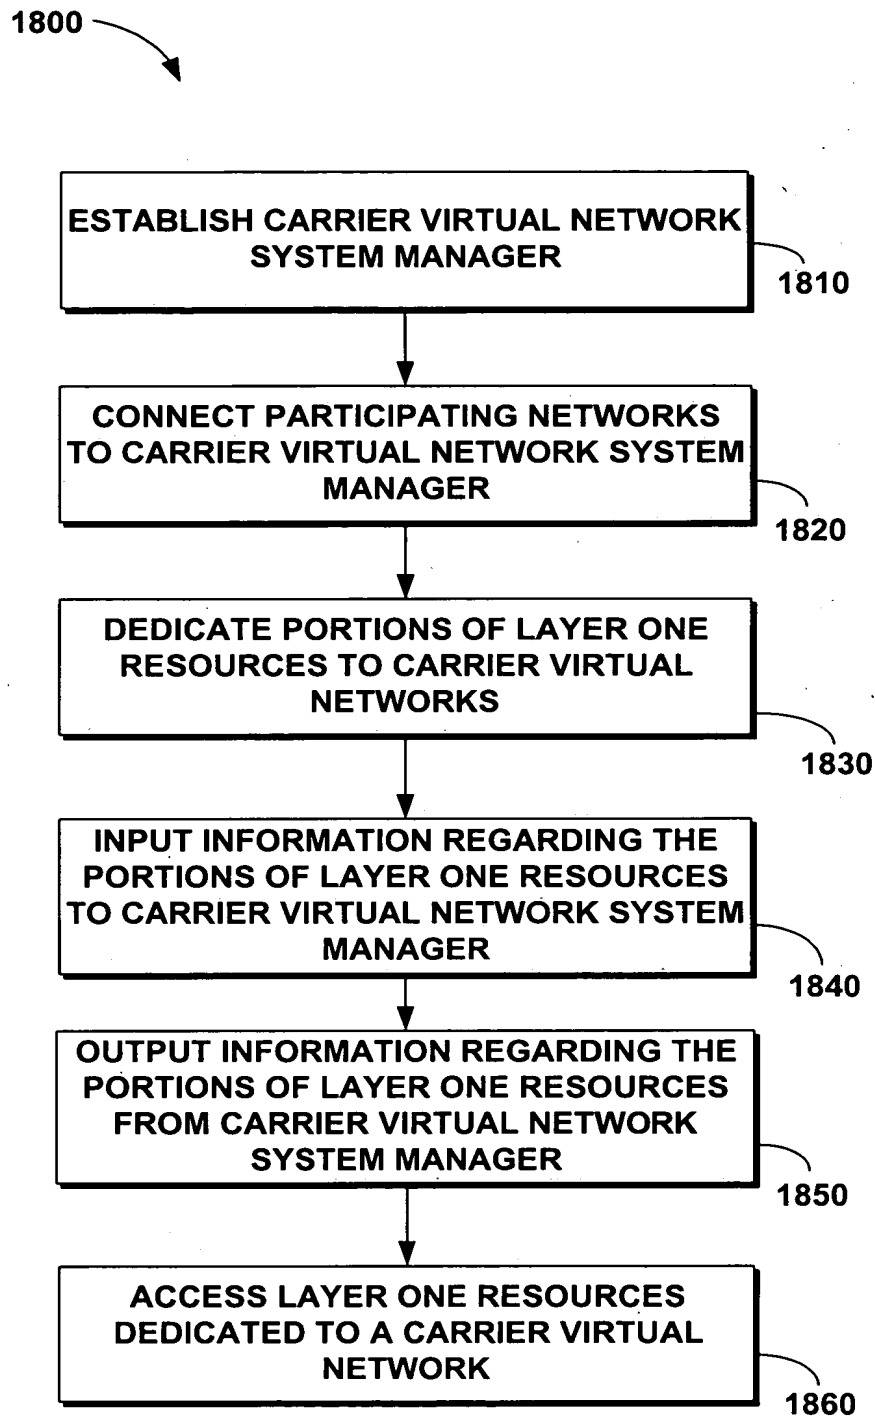 1800
ESTABLISH CARRIER VIRTUAL NETWORK
SYSTEM MANAGER
1810
CONNECT PARTICIPATING NETWORKS
TO CARRIER VIRTUAL NETWORK SYSTEM
MANAGER
1820
DEDICATE PORTIONS OF LAYER ONE
RESOURCES TO CARRIER VIRTUAL
NETWORKS
1830
INPUT INFORMATION REGARDING THE
PORTIONS OF LAYER ONE RESOURCES
TO CARRIER VIRTUAL NETWORK SYSTEM
MANAGER
1840
OUTPUT INFORMATION REGARDING THE
PORTIONS OF LAYER ONE RESOURCES
FROM CARRIER VIRTUAL NETWORK
SYSTEM MANAGER
1850
ACCESS LAYER ONE RESOURCES
DEDICATED TO A CARRIER VIRTUAL
NETWORK
1860